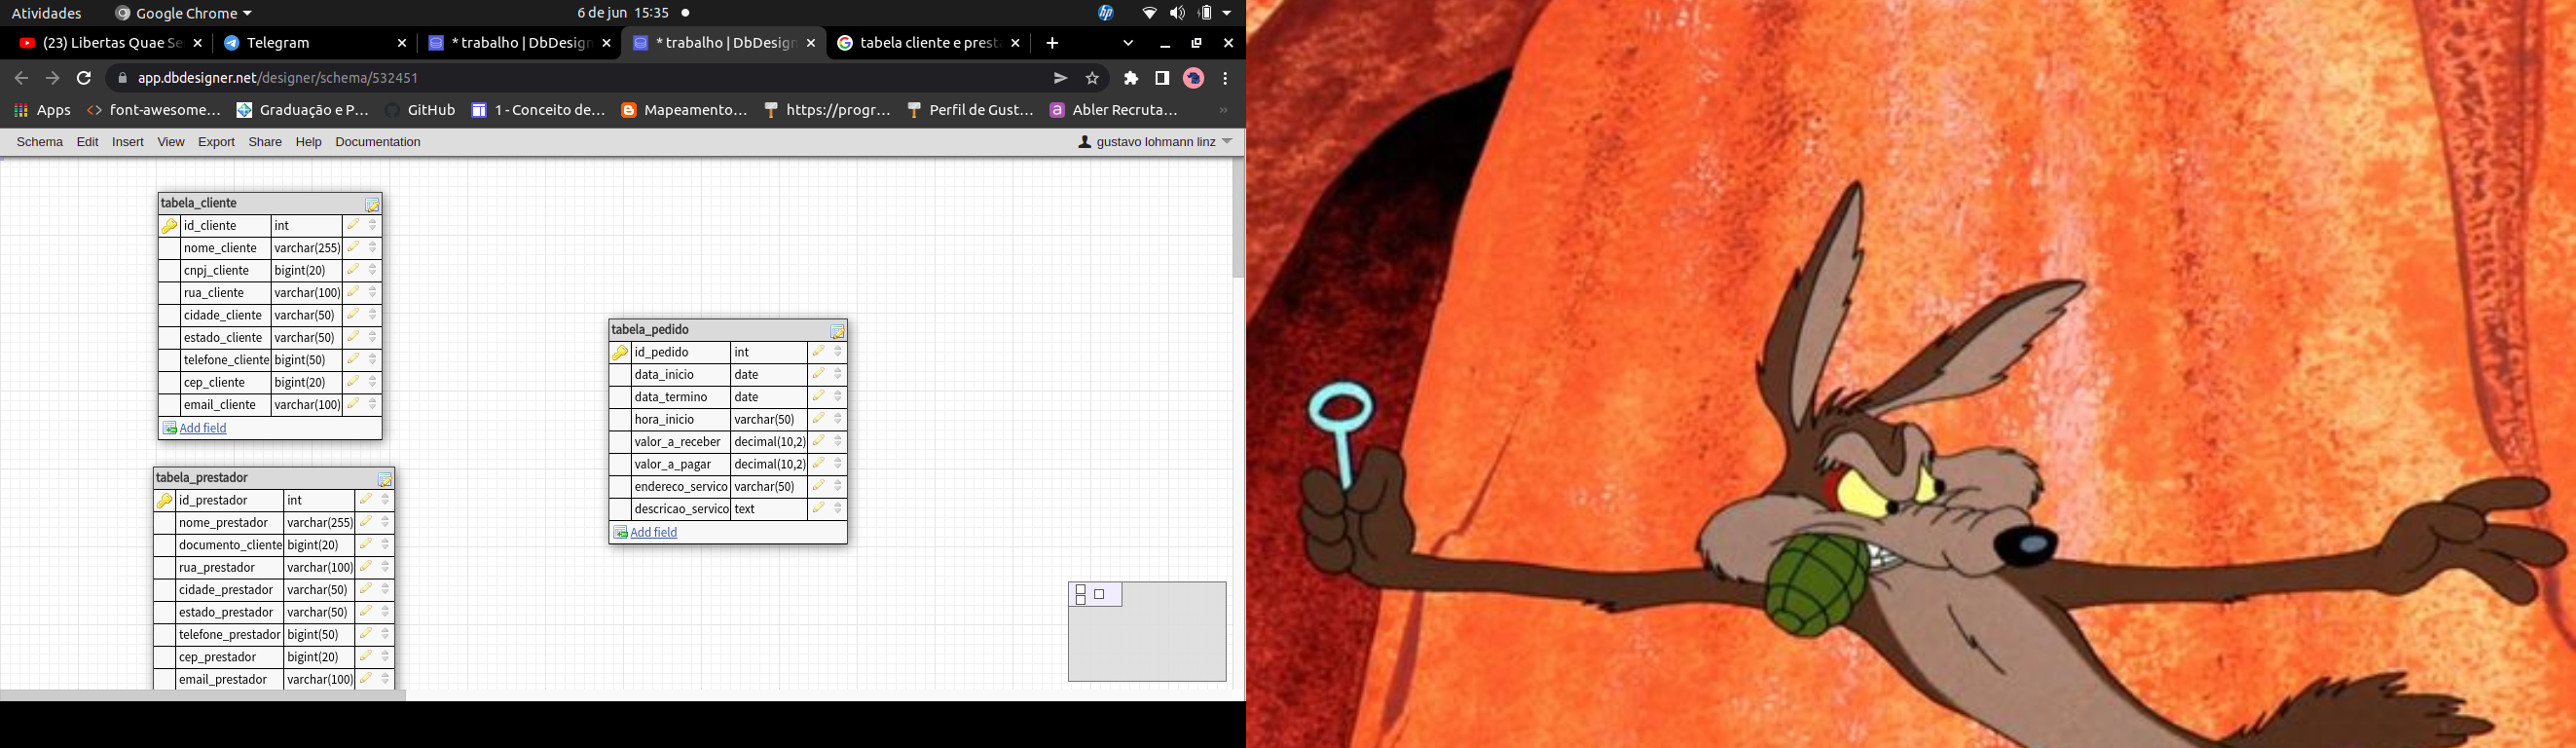 Atividades
Google Chrome
6 de jun 15:35
hp
(23) Libertas Quae Se
Telegram
* trabalho | DbDesign
* trabalho | DbDesign
tabela cliente e prest
app.dbdesigner.net/designer/schema/532451
Apps
font-awesome...
Graduação e P...
GitHub
1 - Conceito de...
Mapeamento...
https://progr...
Perfil de Gust...
a
Abler Recruta...
»
Schema Edit Insert View Export Share Help Documentation
gustavo lohmann linz
tabela_cliente
id_cliente int
nome_cliente varchar(255)
cnpj_cliente bigint(20)
rua_cliente varchar(100)
cidade_cliente varchar(50)
estado_cliente varchar(50)
telefone_cliente bigint(50)
cep_cliente bigint(20)
email_cliente varchar(100)
Add field
tabela_prestador
id_prestador int
nome_prestador varchar(255)
documento_cliente bigint(20)
rua_prestador varchar(100)
cidade_prestador varchar(50)
estado_prestador varchar(50)
telefone_prestador bigint(50)
cep_prestador bigint(20)
email_prestador varchar(100)
tabela_pedido
id_pedido int
data_inicio date
data_termino date
hora_inicio varchar(50)
valor_a_receber decimal(10,2)
valor_a_pagar decimal(10,2)
endereco_servico varchar(50)
descricao_servico text
Add field